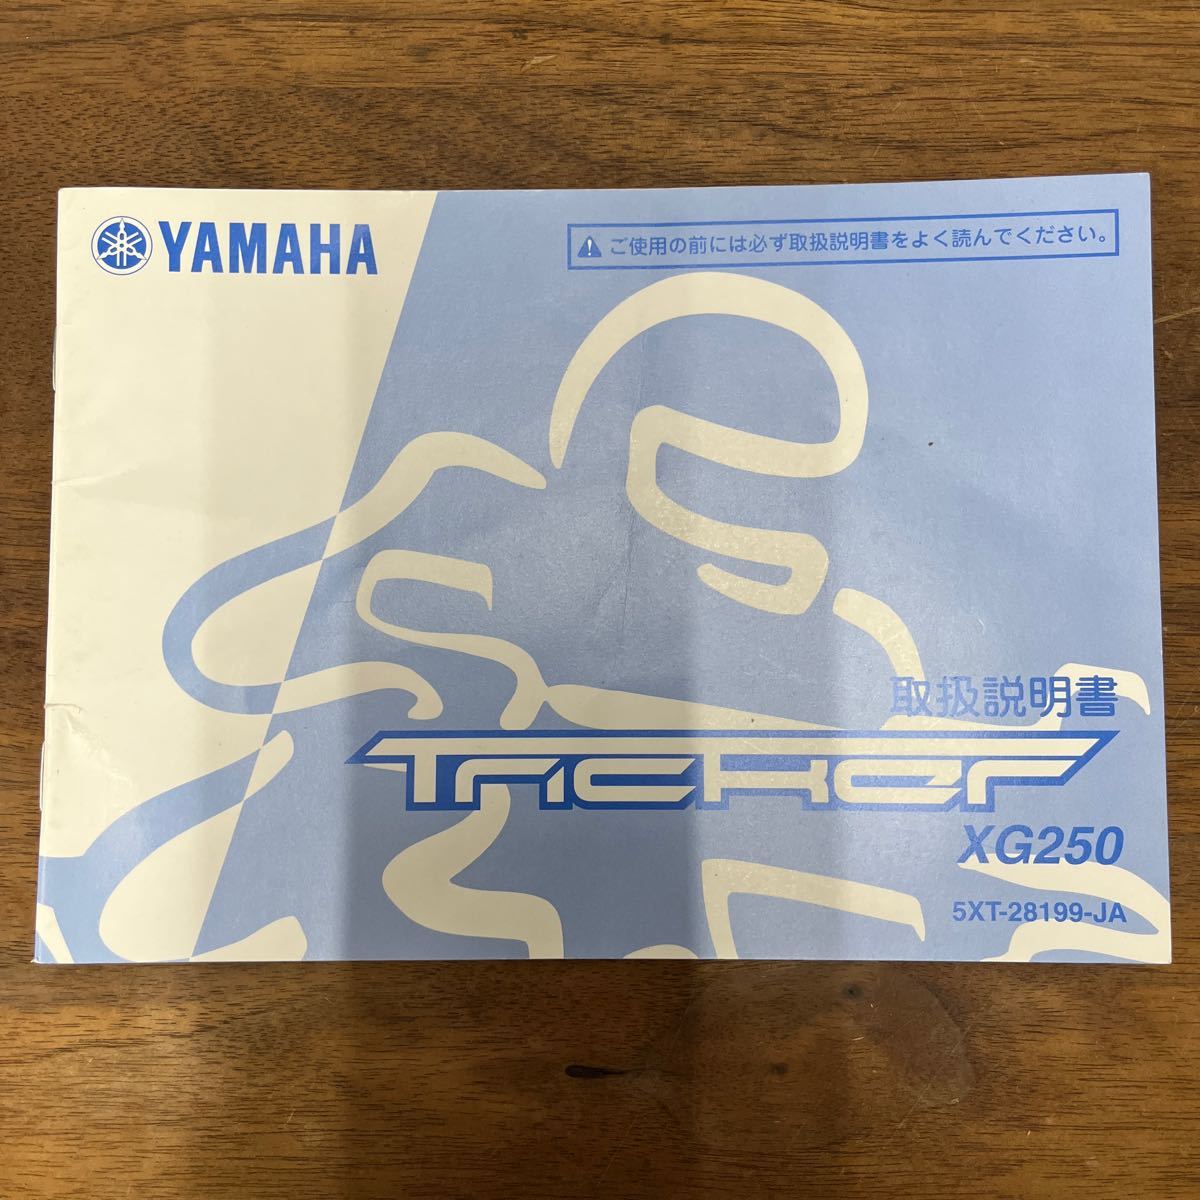 YAMAHA
ご使用の前には必ず取扱説明書をよく読んでください。
取扱説明書
TRICKER
XG250
5XT-28199-JA